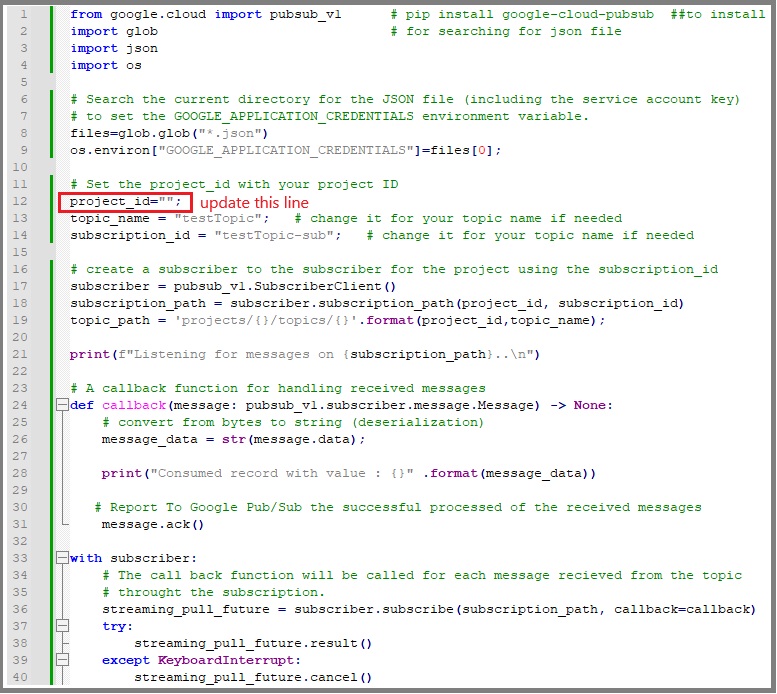 1 from google.cloud import pubsub_v1      # pip install google-cloud-pubsub  ##to install
2 import glob                             # for searching for json file
3 import json
4 import os
5
6 # Search the current directory for the JSON file (including the service account key)
7 # to set the GOOGLE_APPLICATION_CREDENTIALS environment variable.
8 files=glob.glob("*.json")
9 os.environ["GOOGLE_APPLICATION_CREDENTIALS"]=files[0];
10
11 # Set the project_id with your project ID
12 project_id=""; update this line
13 topic_name = "testTopic";   # change it for your topic name if needed
14 subscription_id = "testTopic-sub";   # change it for your topic name if needed
15
16 # create a subscriber to the subscriber for the project using the subscription_id
17 subscriber = pubsub_v1.SubscriberClient()
18 subscription_path = subscriber.subscription_path(project_id, subscription_id)
19 topic_path = 'projects/{}/topics/{}'.format(project_id,topic_name);
20
21 print(f"Listening for messages on {subscription_path}..\n")
22
23 # A callback function for handling received messages
24 def callback(message: pubsub_v1.subscriber.message.Message) -> None:
25     # convert from bytes to string (deserialization)
26     message_data = str(message.data);
27
28     print("Consumed record with value : {}" .format(message_data))
29
30    # Report To Google Pub/Sub the successful processed of the received messages
31     message.ack()
32
33 with subscriber:
34     # The call back function will be called for each message recieved from the topic
35     # throught the subscription.
36     streaming_pull_future = subscriber.subscribe(subscription_path, callback=callback)
37     try:
38         streaming_pull_future.result()
39     except KeyboardInterrupt:
40         streaming_pull_future.cancel()